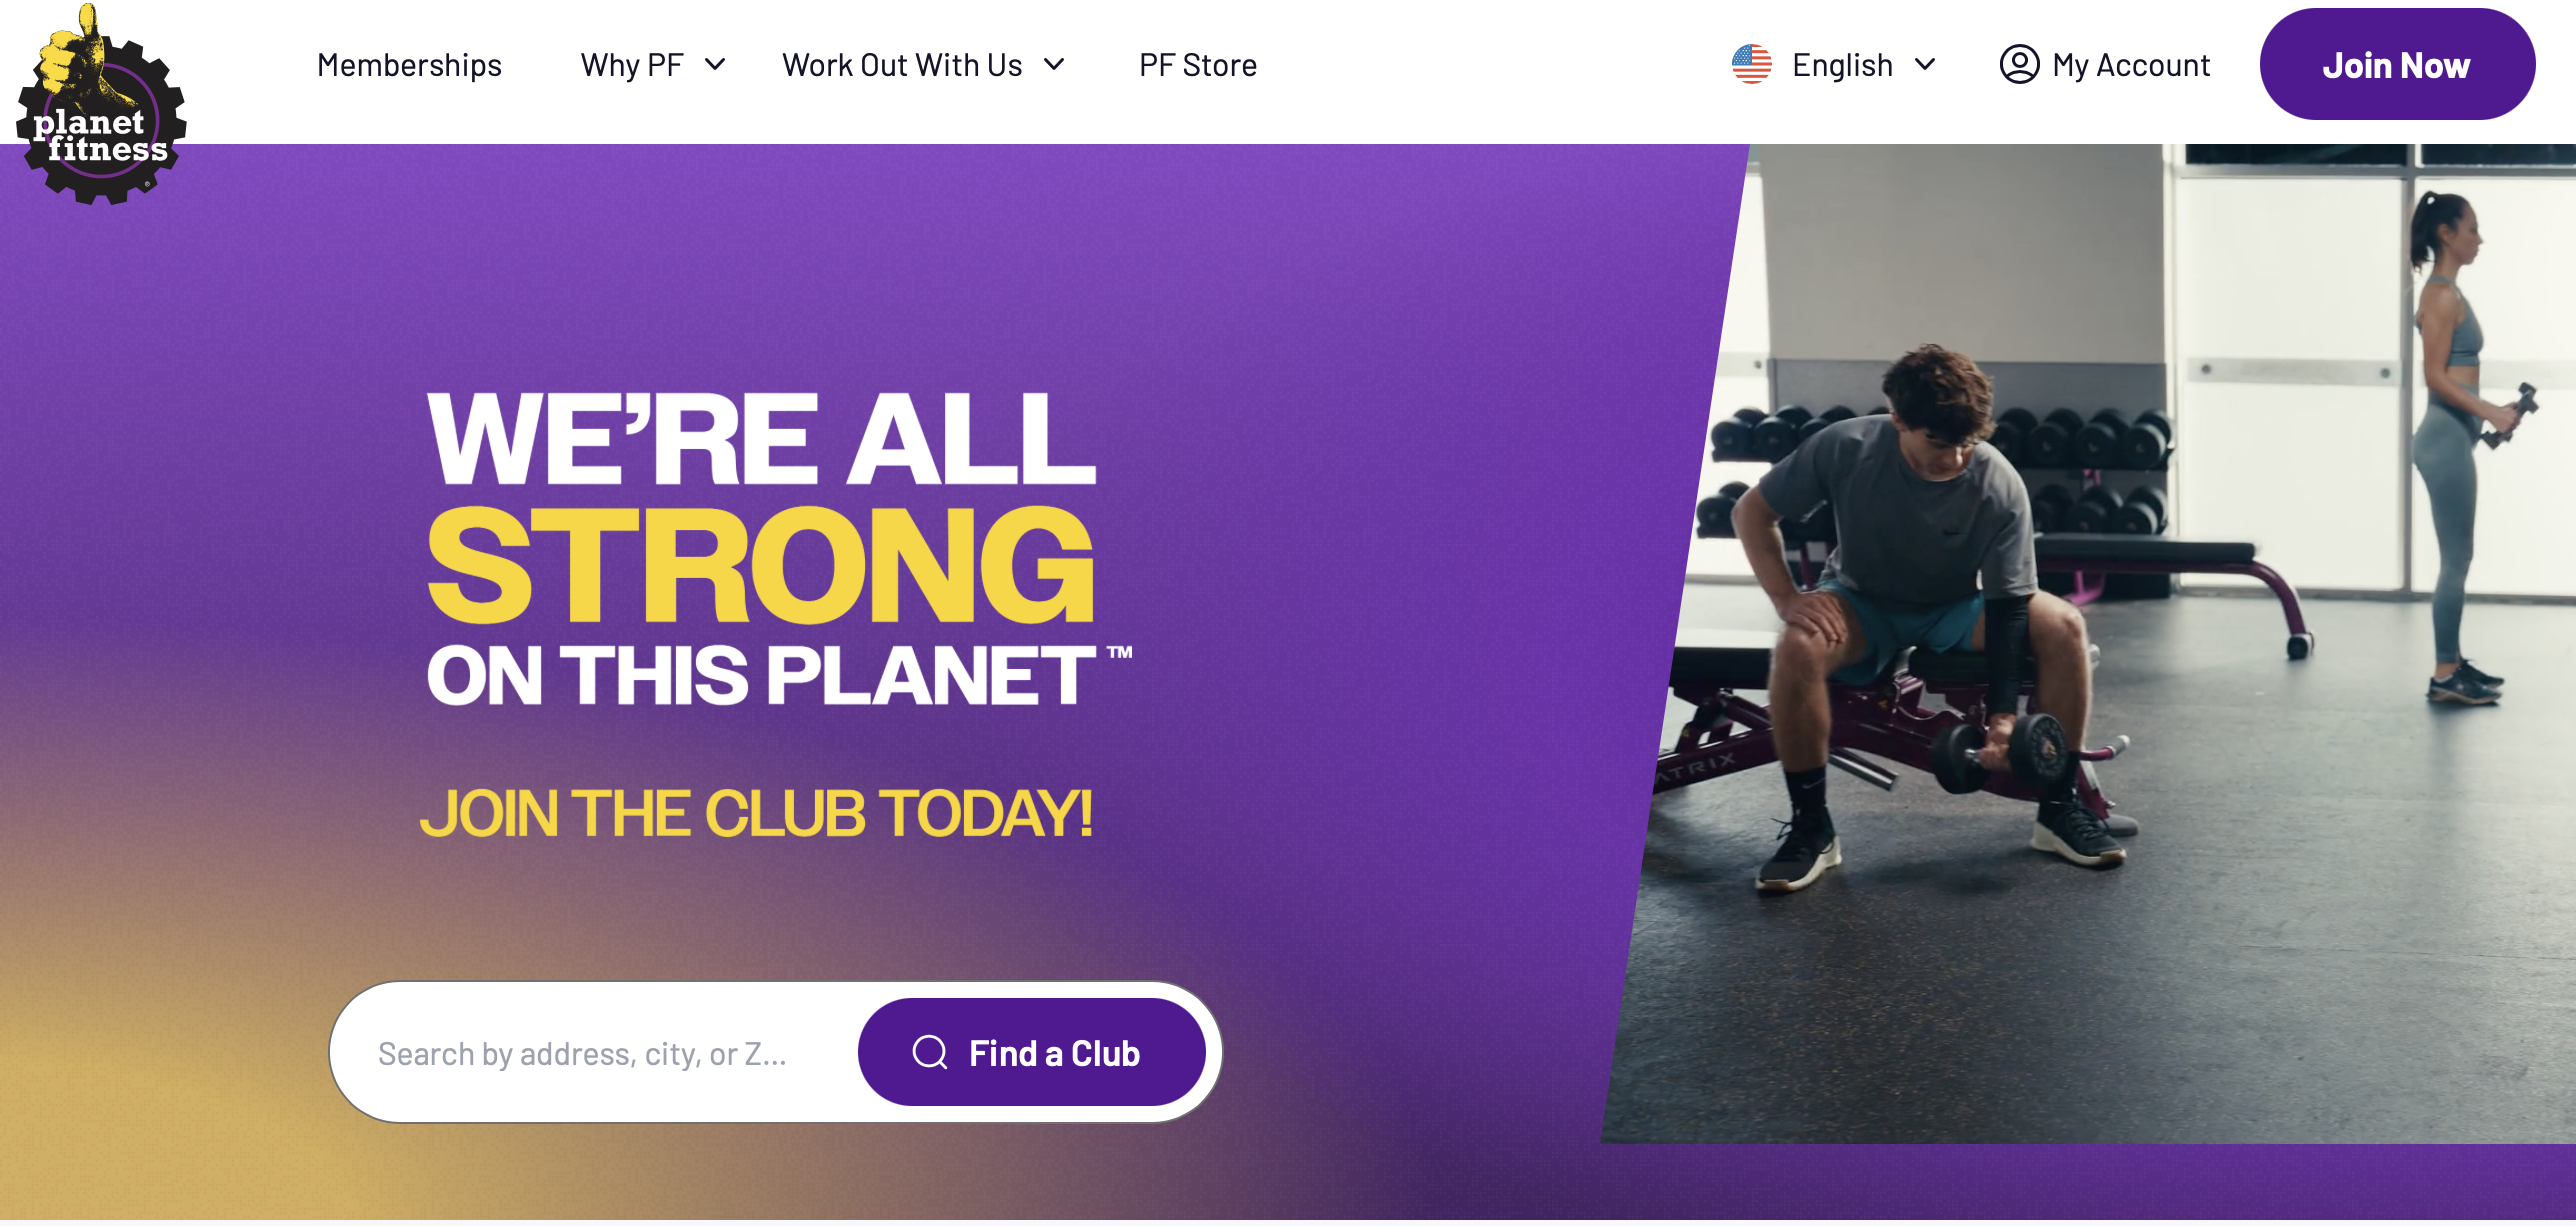 planet
fitness
Memberships
Why PF
Work Out With Us
PF Store
English
My Account
Join Now
WE’RE ALL
STRONG
ON THIS PLANET™
JOIN THE CLUB TODAY!
Search by address, city, or Z...
Find a Club
ATRIX